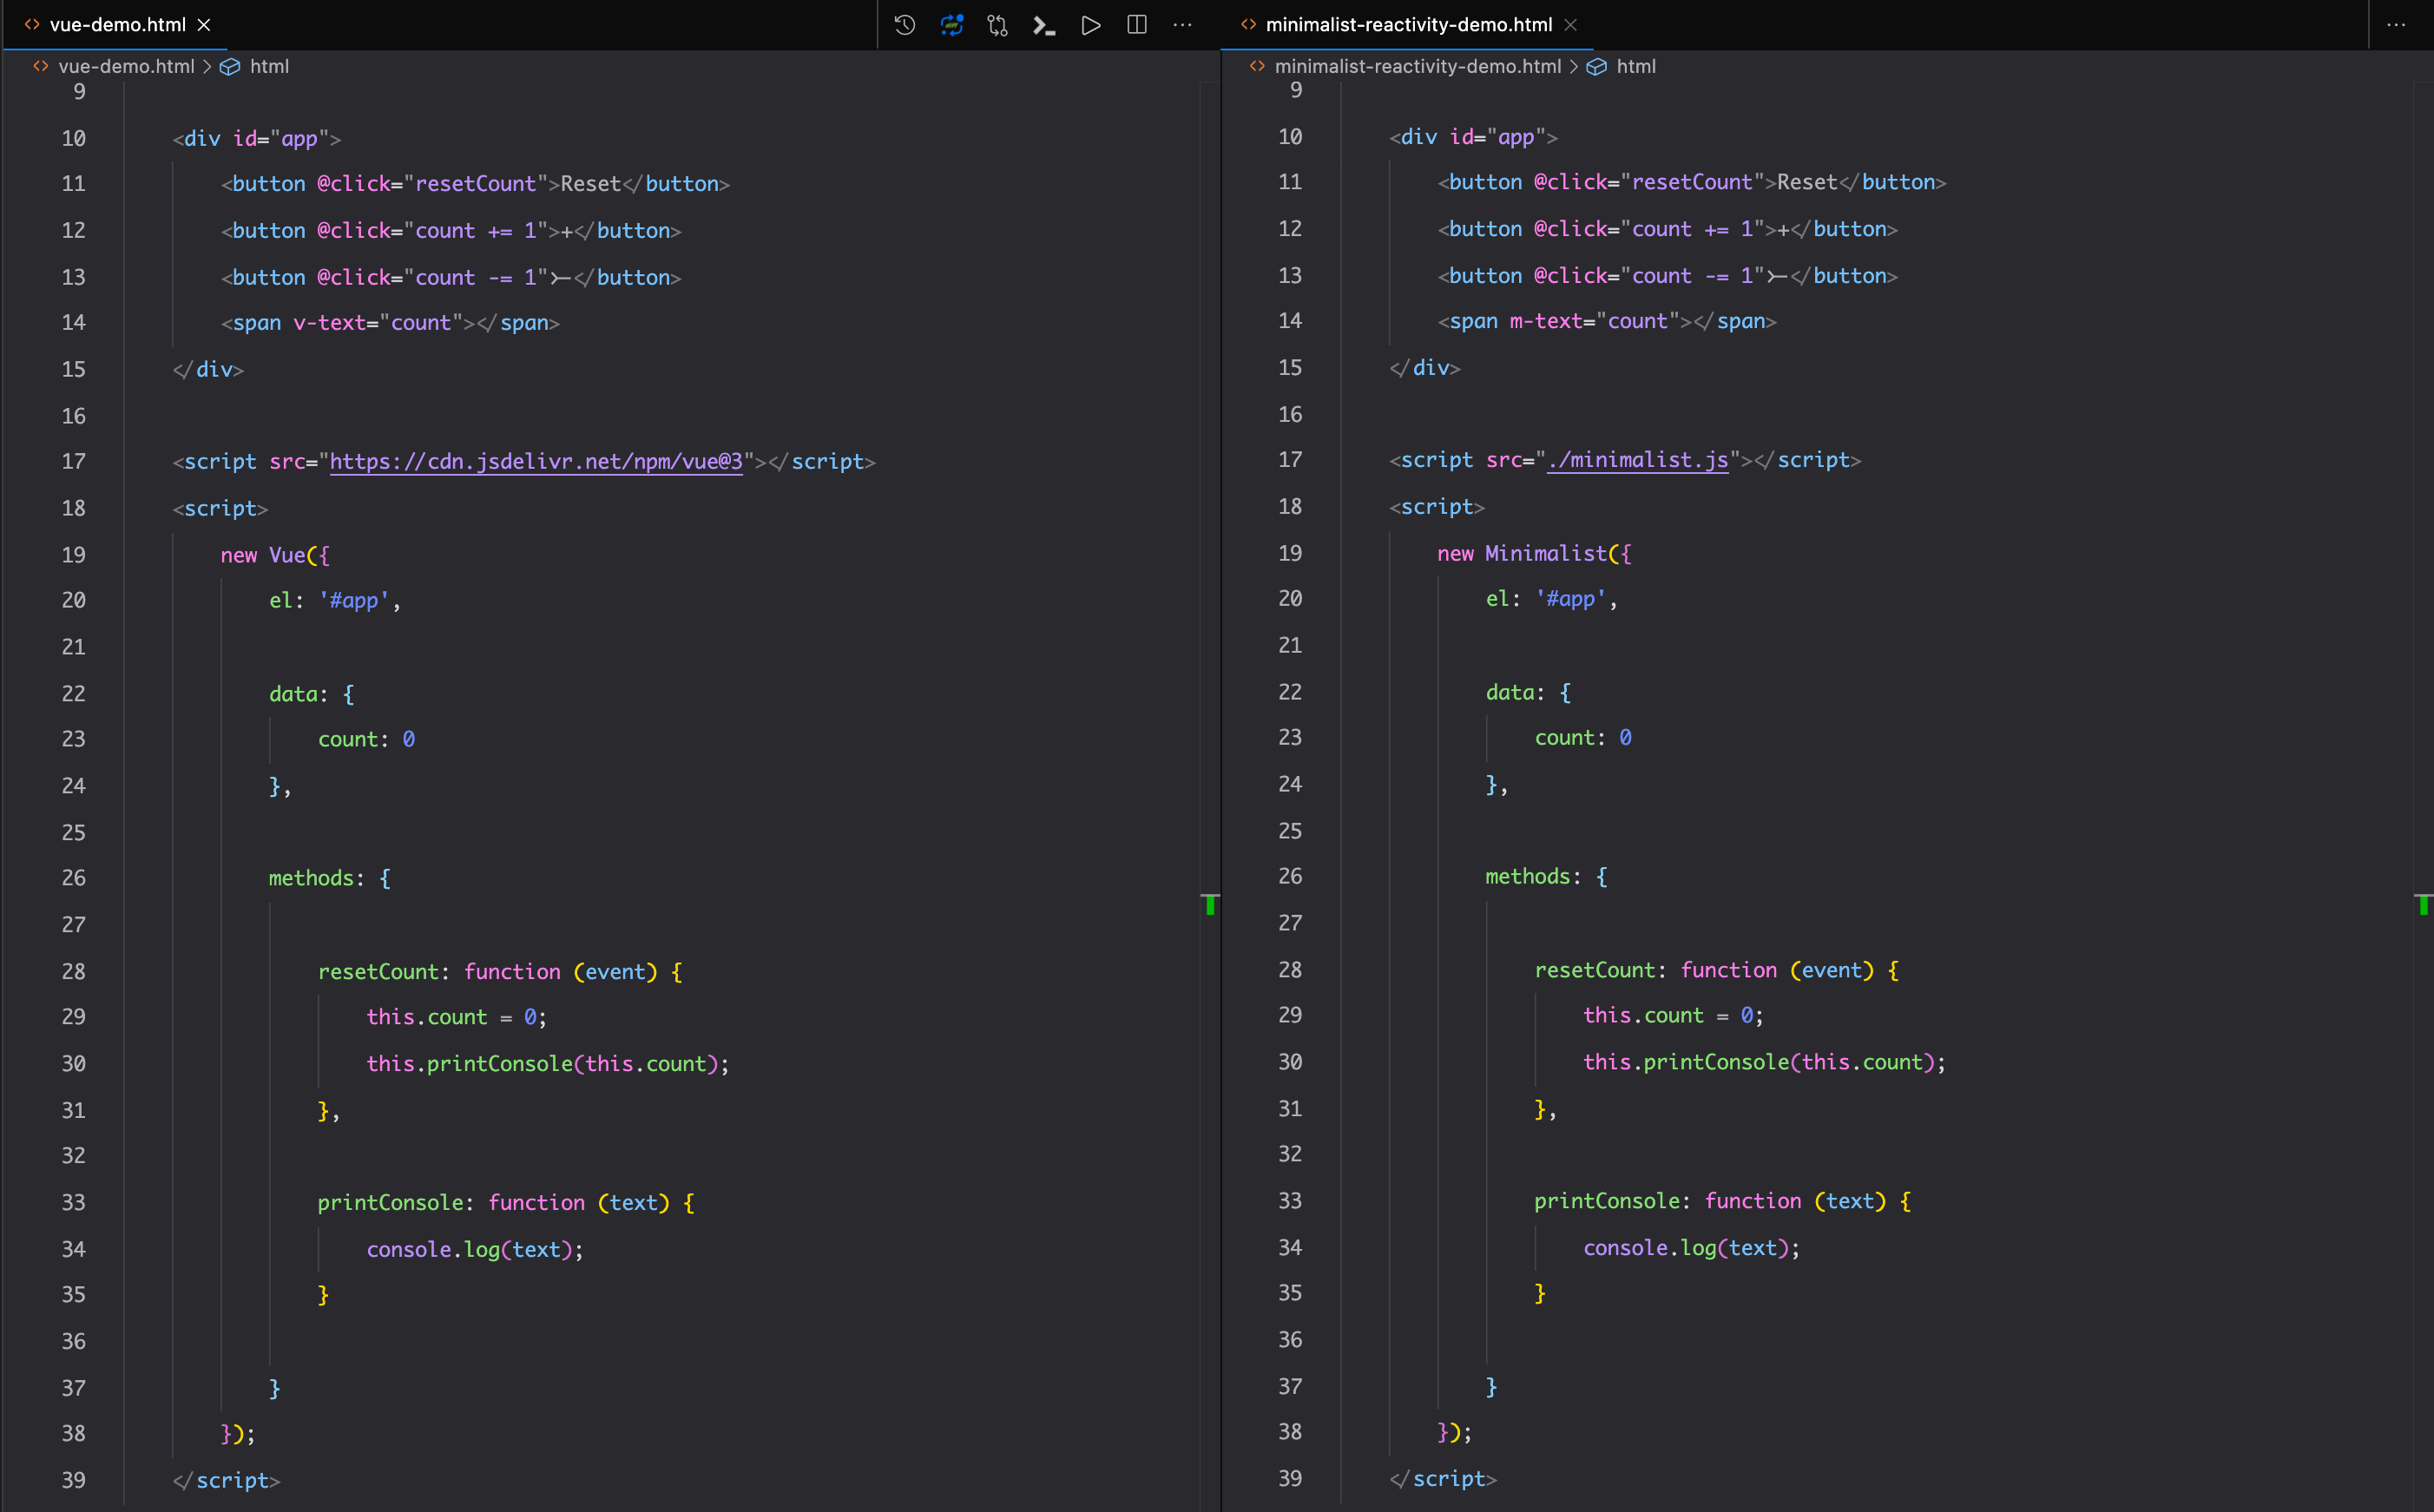 vue-demo.html
vue-demo.html > html
9
10 <div id="app">
11 <button @click="resetCount">Reset</button>
12 <button @click="count += 1">+</button>
13 <button @click="count -= 1">-</button>
14 <span v-text="count"></span>
15 </div>
16
17 <script src="https://cdn.jsdelivr.net/npm/vue@3"></script>
18 <script>
19 new Vue({
20 el: '#app',
21
22 data: {
23 count: 0
24 },
25
26 methods: {
27
28 resetCount: function (event) {
29 this.count = 0;
30 this.printConsole(this.count);
31 },
32
33 printConsole: function (text) {
34 console.log(text);
35 }
36
37 }
38 });
39 </script>
minimalist-reactivity-demo.html
minimalist-reactivity-demo.html > html
9
10 <div id="app">
11 <button @click="resetCount">Reset</button>
12 <button @click="count += 1">+</button>
13 <button @click="count -= 1">-</button>
14 <span m-text="count"></span>
15 </div>
16
17 <script src="./minimalist.js"></script>
18 <script>
19 new Minimalist({
20 el: '#app',
21
22 data: {
23 count: 0
24 },
25
26 methods: {
27
28 resetCount: function (event) {
29 this.count = 0;
30 this.printConsole(this.count);
31 },
32
33 printConsole: function (text) {
34 console.log(text);
35 }
36
37 }
38 });
39 </script>